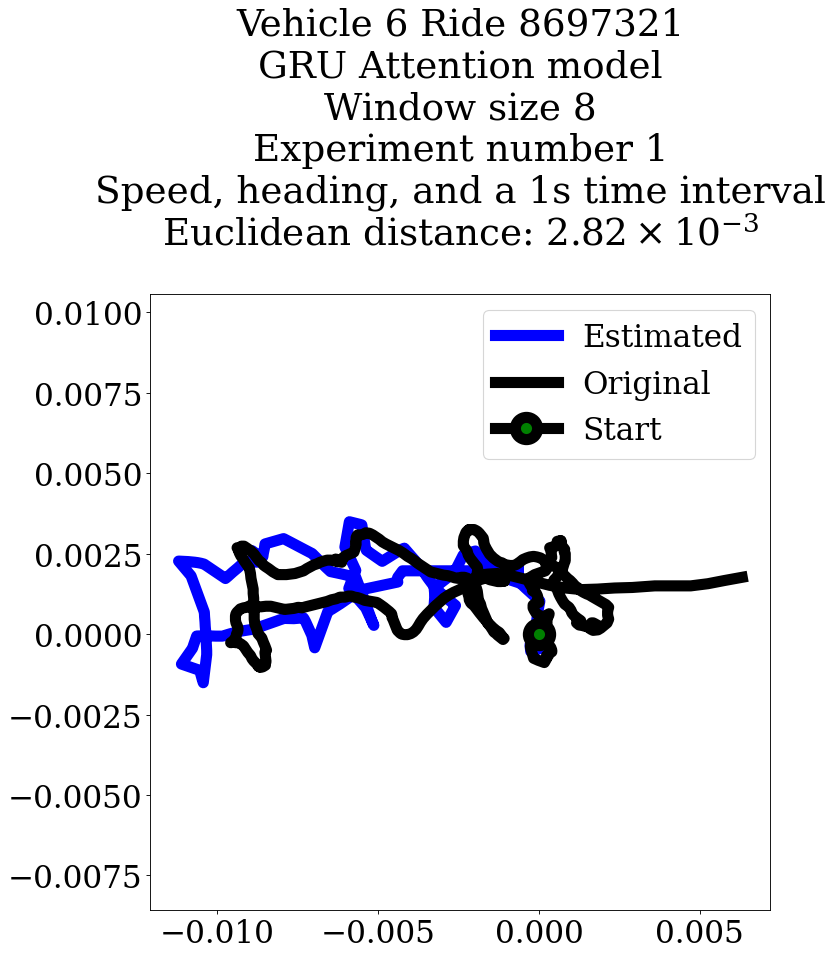 Vehicle 6 Ride 8697321
GRU Attention model
Window size 8
Experiment number 1
Speed, heading, and a 1s time interval
Euclidean distance: 2.82 × 10⁻³
Estimated
Original
Start
0.0100
0.0075
0.0050
0.0025
0.0000
−0.0025
−0.0050
−0.0075
−0.010 −0.005 0.000 0.005